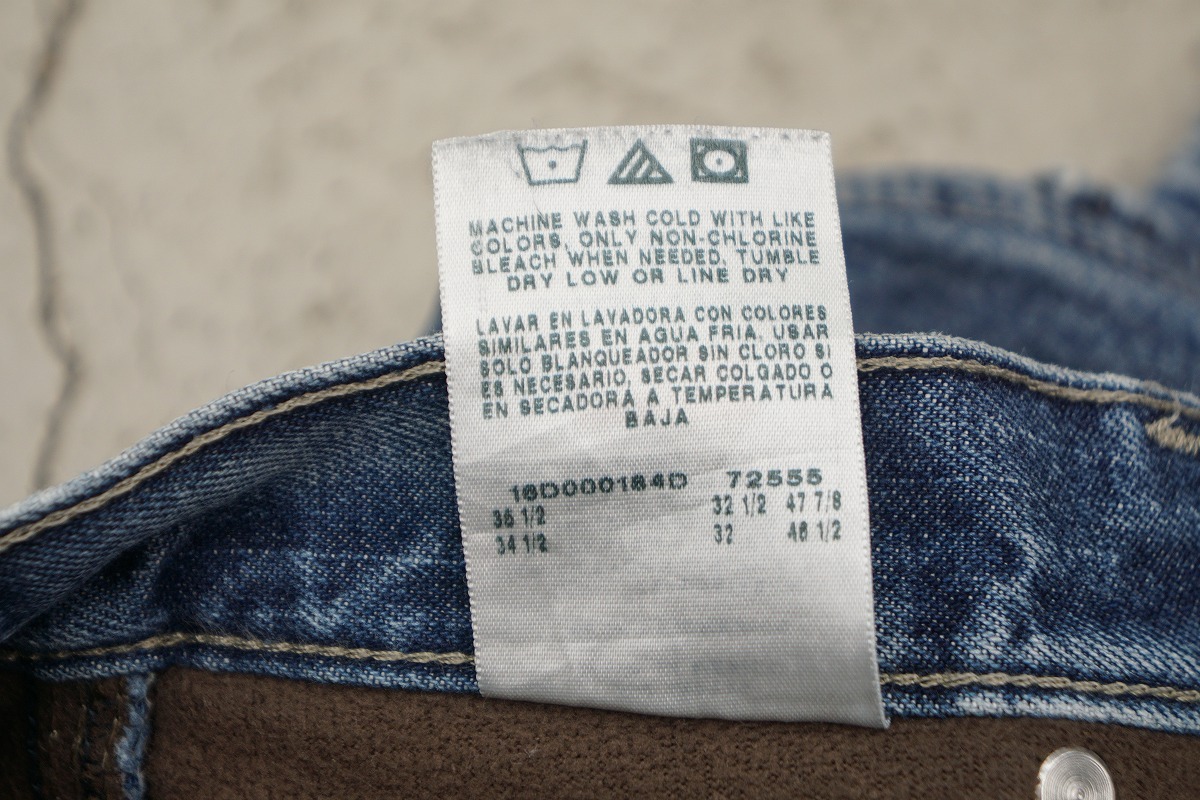 MACHINE WASH COLD WITH LIKE
COLORS, ONLY NON-CHLORINE
BLEACH WHEN NEEDED, TUMBLE
DRY LOW OR LINE DRY
LAVAR EN LAVADORA CON COLORES
SIMILARES EN AGUA FRIA, USAR
SOLO BLANQUEADOR SIN CLORO SI
ES NECESARIO, SECAR COLGADO O
EN SECADORA A TEMPERATURA
BAJA
16D000184D 72555
36 1/2 32 1/2 47 7/8
34 1/2 32 46 1/2